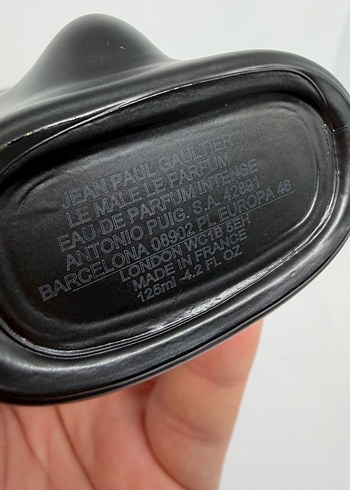 JEAN PAUL GAULTIER
LE MALE LE PARFUM
EAU DE PARFUM INTENSE
ANTONIO PUIG. S.A. 42891
BARCELONA 08902 PL EUROPA 46
LONDON WC1B 5EH
MADE IN FRANCE
125ml -4.2 FL OZ